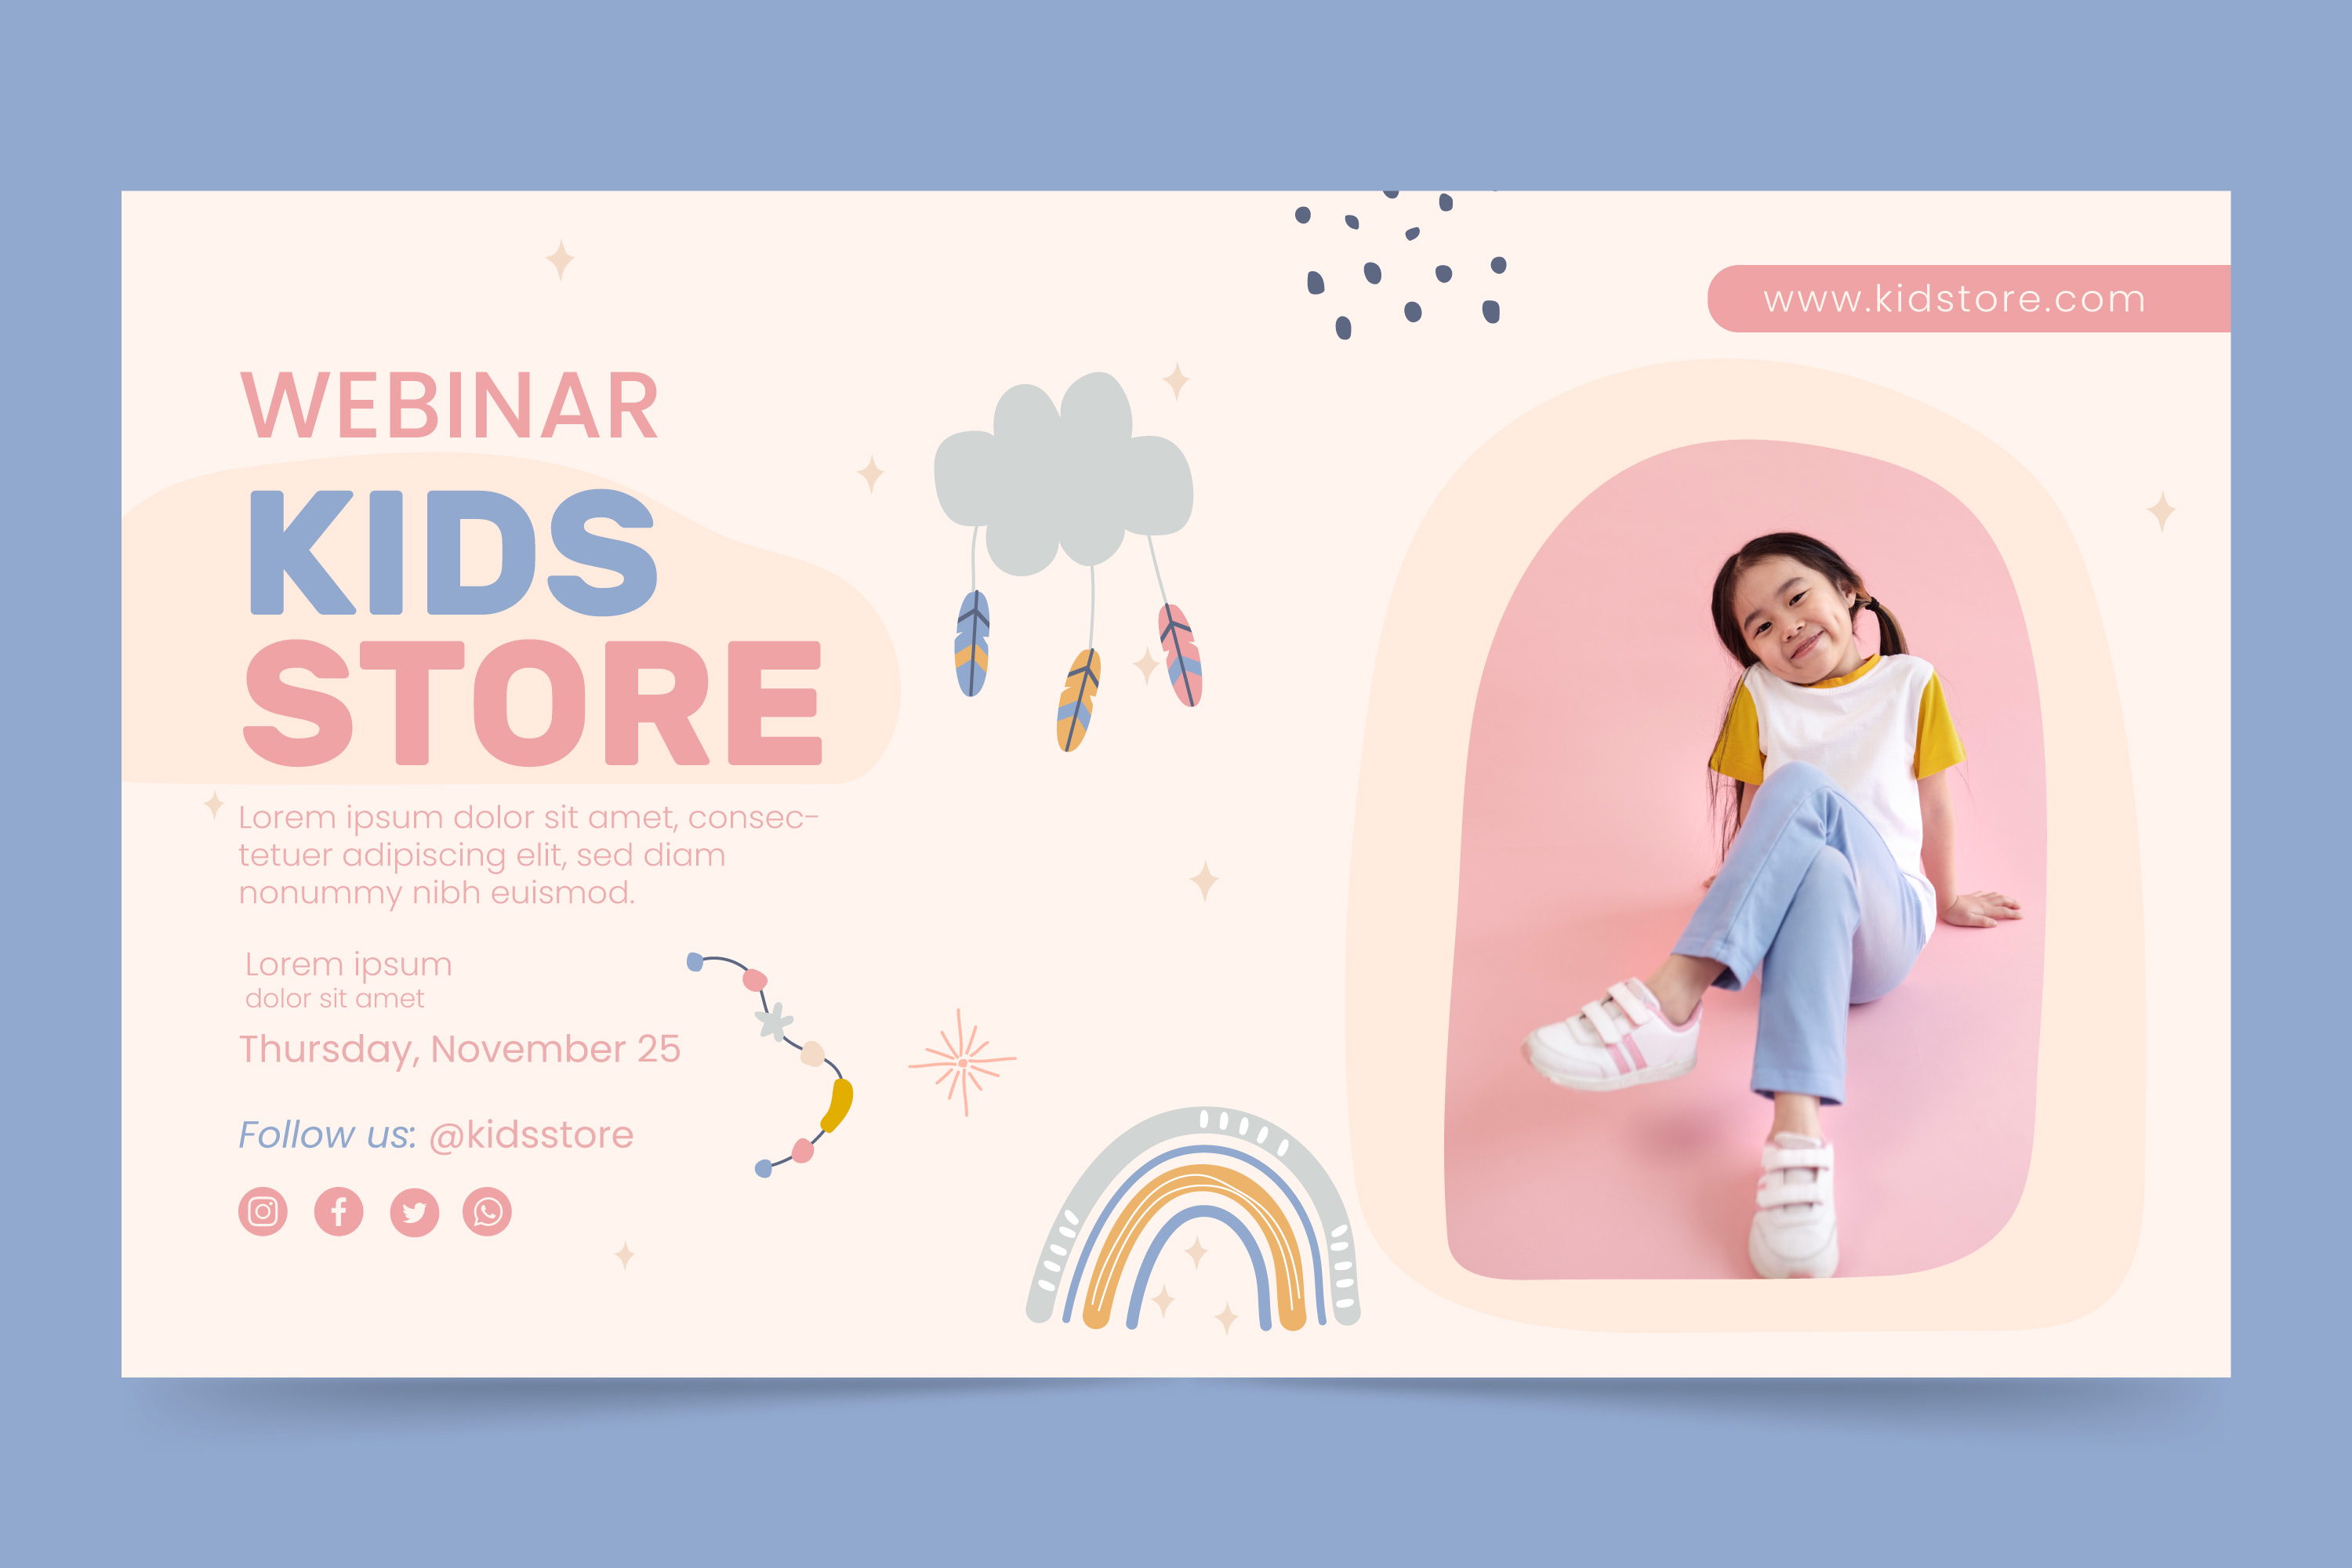 www.kidstore.com
WEBINAR
KIDS
STORE
Lorem ipsum dolor sit amet, consec-
tetuer adipiscing elit, sed diam
nonummy nibh euismod.
Lorem ipsum
dolor sit amet
Thursday, November 25
Follow us: @kidsstore